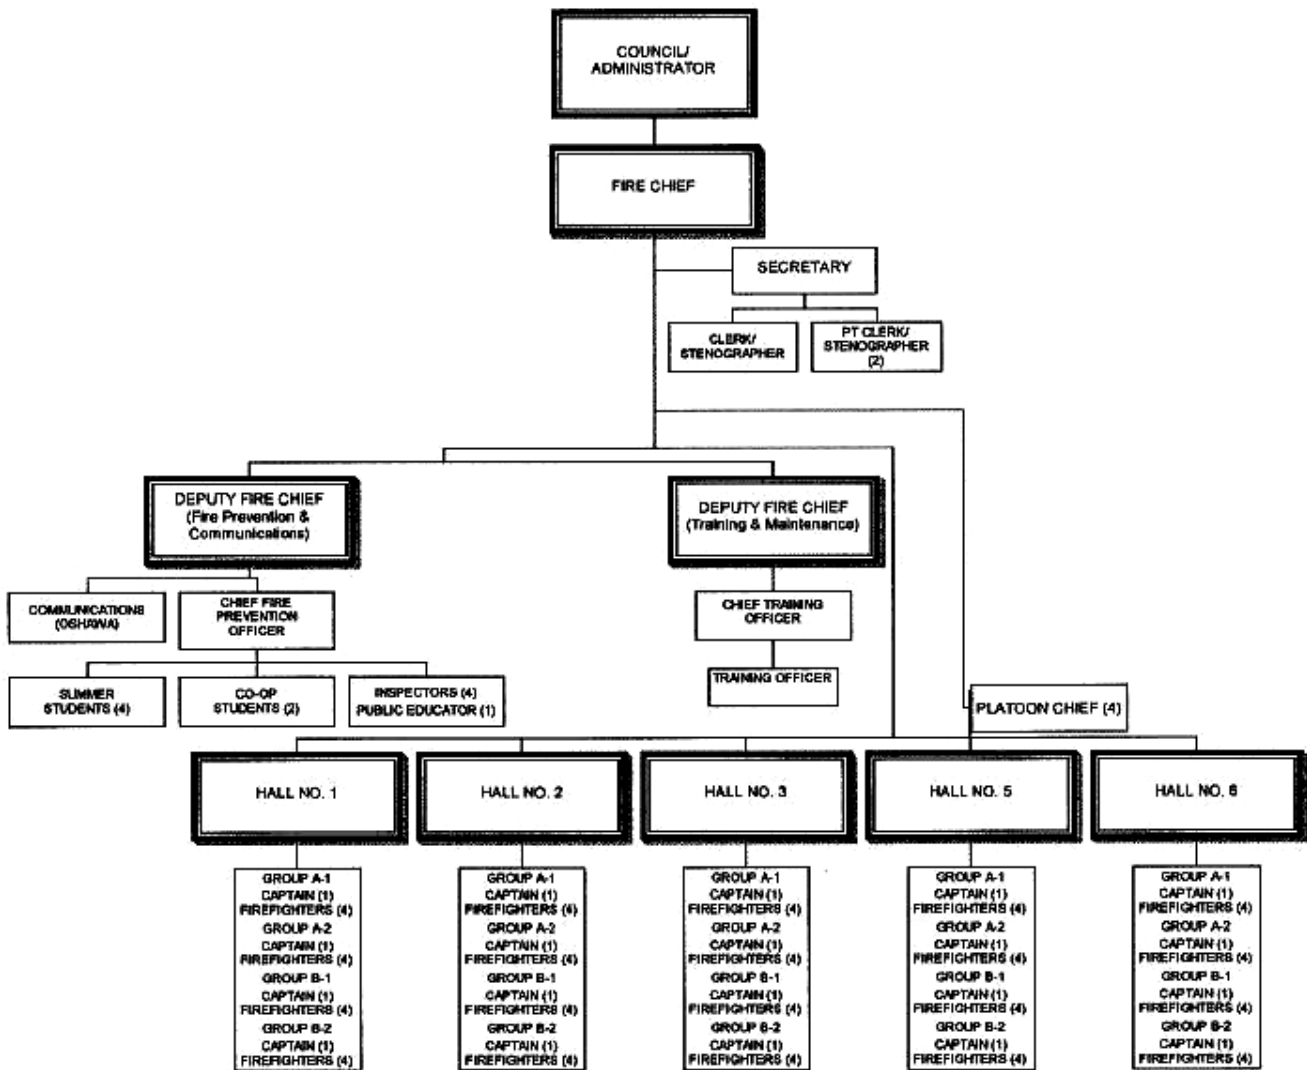 COUNCIL/
ADMINISTRATOR
FIRE CHIEF
SECRETARY
CLERK/
STENOGRAPHER
PT CLERK/
STENOGRAPHER
(2)
DEPUTY FIRE CHIEF
(Fire Prevention &
Communications)
DEPUTY FIRE CHIEF
(Training & Maintenance)
COMMUNICATIONS
(OSHAWA)
CHIEF FIRE
PREVENTION
OFFICER
CHIEF TRAINING
OFFICER
SUMMER
STUDENTS (4)
CO-OP
STUDENTS (2)
INSPECTORS (4)
PUBLIC EDUCATOR (1)
TRAINING OFFICER
PLATOON CHIEF (4)
HALL NO. 1
HALL NO. 2
HALL NO. 3
HALL NO. 5
HALL NO. 6
GROUP A-1
CAPTAIN (1)
FIREFIGHTERS (4)
GROUP A-2
CAPTAIN (1)
FIREFIGHTERS (4)
GROUP B-1
CAPTAIN (1)
FIREFIGHTERS (4)
GROUP B-2
CAPTAIN (1)
FIREFIGHTERS (4)
GROUP A-1
CAPTAIN (1)
FIREFIGHTERS (4)
GROUP A-2
CAPTAIN (1)
FIREFIGHTERS (4)
GROUP B-1
CAPTAIN (1)
FIREFIGHTERS (4)
GROUP B-2
CAPTAIN (1)
FIREFIGHTERS (4)
GROUP A-1
CAPTAIN (1)
FIREFIGHTERS (4)
GROUP A-2
CAPTAIN (1)
FIREFIGHTERS (4)
GROUP B-1
CAPTAIN (1)
FIREFIGHTERS (4)
GROUP B-2
CAPTAIN (1)
FIREFIGHTERS (4)
GROUP A-1
CAPTAIN (1)
FIREFIGHTERS (4)
GROUP A-2
CAPTAIN (1)
FIREFIGHTERS (4)
GROUP B-1
CAPTAIN (1)
FIREFIGHTERS (4)
GROUP B-2
CAPTAIN (1)
FIREFIGHTERS (4)
GROUP A-1
CAPTAIN (1)
FIREFIGHTERS (4)
GROUP A-2
CAPTAIN (1)
FIREFIGHTERS (4)
GROUP B-1
CAPTAIN (1)
FIREFIGHTERS (4)
GROUP B-2
CAPTAIN (1)
FIREFIGHTERS (4)